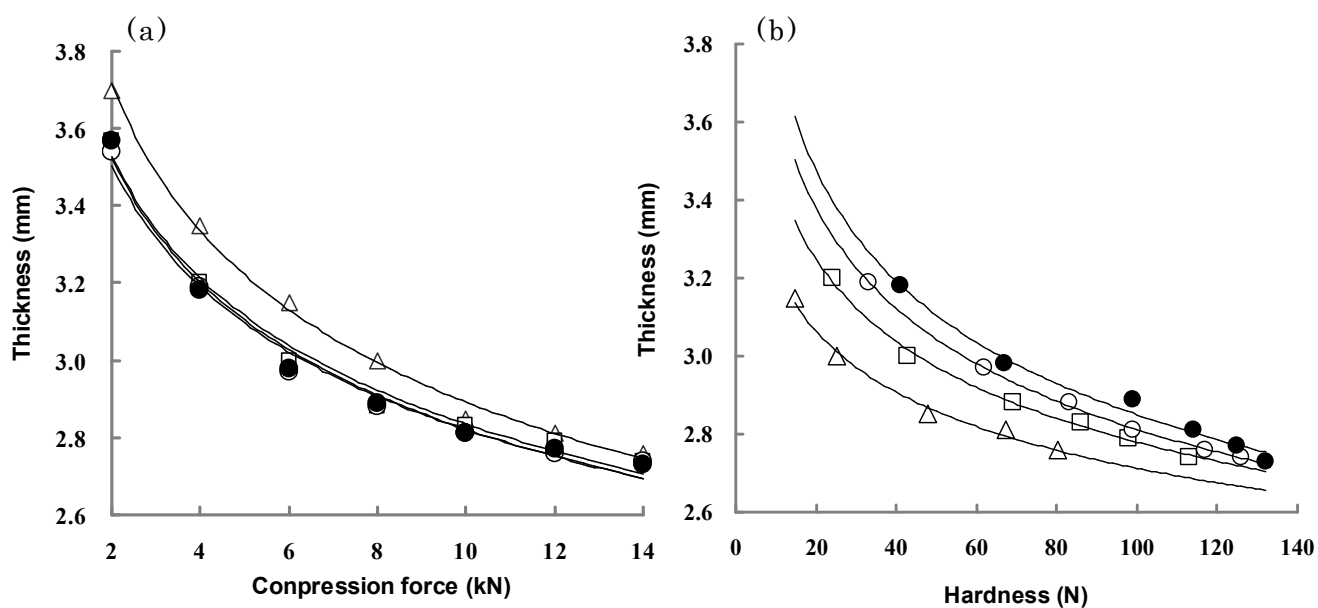 (a)
3.8
3.6
3.4
3.2
3.0
2.8
2.6
Thickness (mm)
2 4 6 8 10 12 14
Conpression force (kN)
(b)
3.8
3.6
3.4
3.2
3.0
2.8
2.6
Thickness (mm)
0 20 40 60 80 100 120 140
Hardness (N)